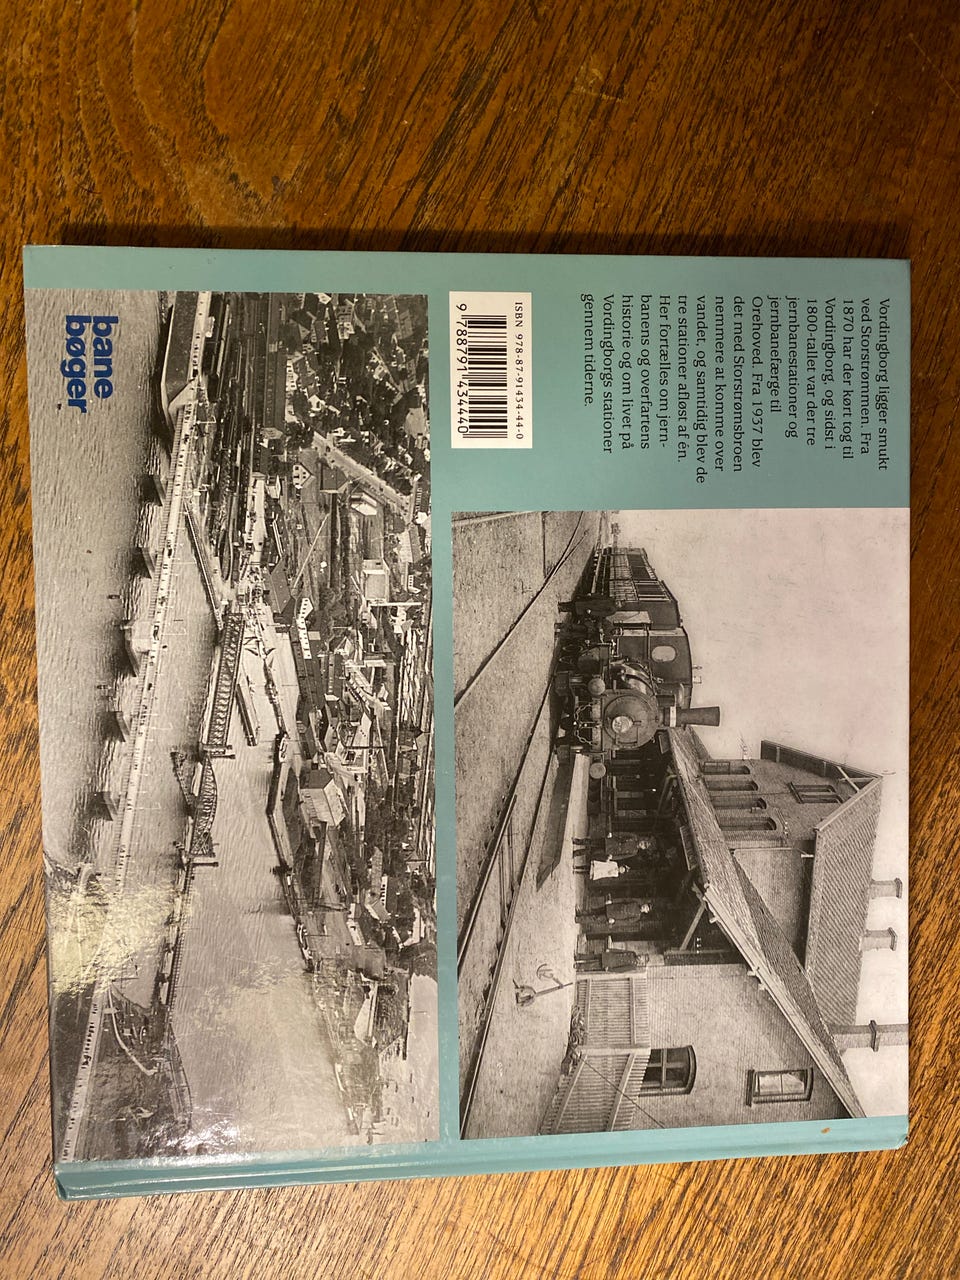 Vordingborg ligger smukt
ved Storstrømmen. Fra
1870 har der kørt tog til
Vordingborg, og sidst i
1800-tallet var der tre
jernbanestationer og
jernbanefærge til
Orehoved. Fra 1937 blev
det med Storstrømsbroen
nemmere at komme over
vandet, og samtidig blev de
tre stationer afløst af én.
Her fortælles om jern-
banens og overfartens
historie og om livet på
Vordingborgs stationer
gennem tiderne.
ISBN 978-87-91434-44-0
9 788791 434440
bane
bøger